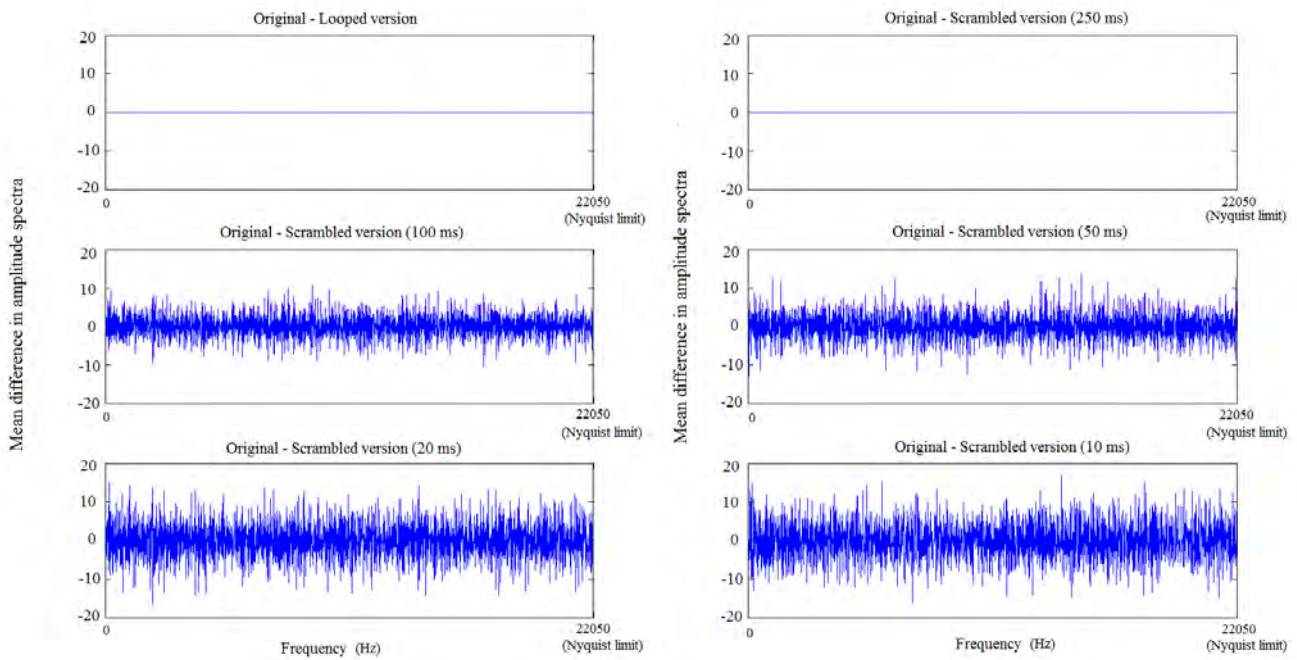 Original - Looped version
20
10
0
-10
-20
0
22050
(Nyquist limit)
Original - Scrambled version (250 ms)
20
10
0
-10
-20
0
22050
(Nyquist limit)
Mean difference in amplitude spectra
Mean difference in amplitude spectra
Original - Scrambled version (100 ms)
20
10
0
-10
-20
0
22050
(Nyquist limit)
Original - Scrambled version (50 ms)
20
10
0
-10
-20
0
22050
(Nyquist limit)
Original - Scrambled version (20 ms)
20
10
0
-10
-20
0
22050
(Nyquist limit)
Frequency (Hz)
Original - Scrambled version (10 ms)
20
10
0
-10
-20
0
22050
(Nyquist limit)
Frequency (Hz)